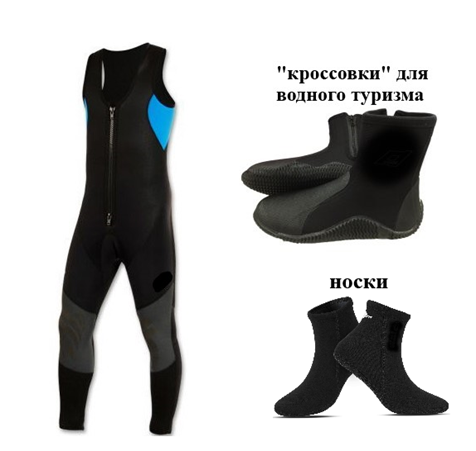 "кроссовки" для
водного туризма
носки